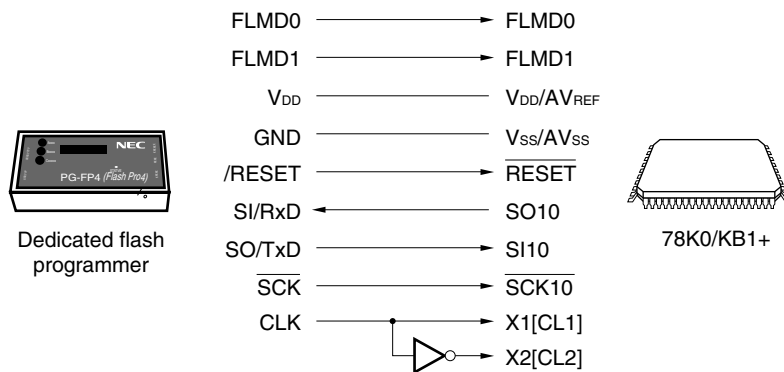 FLMD0 FLMD0
FLMD1 FLMD1
VDD VDD/AVREF
GND VSS/AVSS
/RESET RESET
SI/RxD SO10
SO/TxD SI10
SCK SCK10
CLK X1[CL1]
X2[CL2]
NEC
PG-FP4 (Flash Pro4)
Dedicated flash
programmer
78K0/KB1+